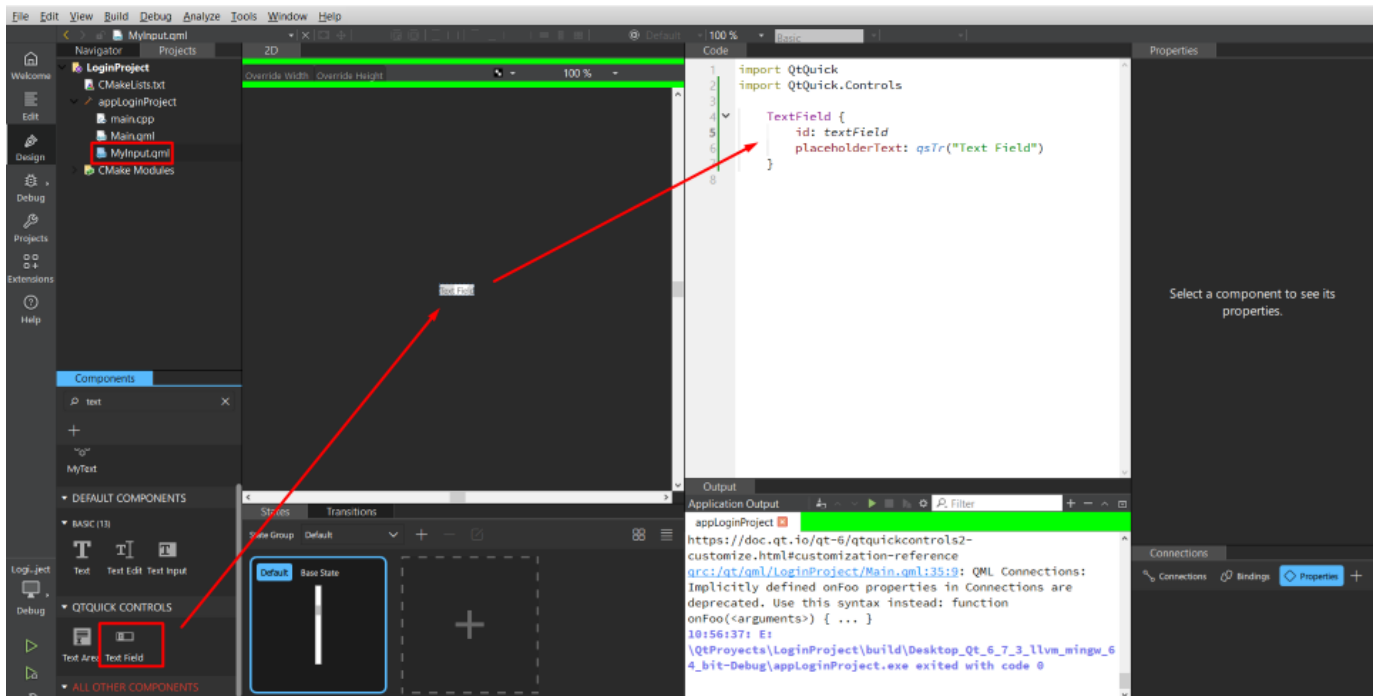 File Edit View Build Debug Analyze Tools Window Help
MyInput.qml
Default
100 %
Basic
Navigator Projects
2D
Code
Properties
Welcome
Edit
Design
Debug
Projects
Extensions
Help
LoginProject
CMakeLists.txt
appLoginProject
main.cpp
Main.qml
MyInput.qml
CMake Modules
Override Width Override Height
100 %
Text Field
1 import QtQuick
2 import QtQuick.Controls
3
4 TextField {
5 id: textField
6 placeholderText: qsTr("Text Field")
7 }
8
Select a component to see its
properties.
Components
text
MyText
DEFAULT COMPONENTS
BASIC (13)
Text Text Edit Text Input
QTQUICK CONTROLS
Text Area Text Field
ALL OTHER COMPONENTS
Logi...ject
Debug
States Transitions
State Group Default
Default Base State
Output
Application Output
Filter
appLoginProject
https://doc.qt.io/qt-6/qtquickcontrols2-
customize.html#customization-reference
qrc:/qt/qml/LoginProject/Main.qml:35:9: QML Connections:
Implicitly defined onFoo properties in Connections are
deprecated. Use this syntax instead: function
onFoo(<arguments>) { ... }
10:56:37: E:
\QtProyects\LoginProject\build\Desktop_Qt_6_7_3_llvm_mingw_6
4_bit-Debug\appLoginProject.exe exited with code 0
Connections
Connections Bindings Properties